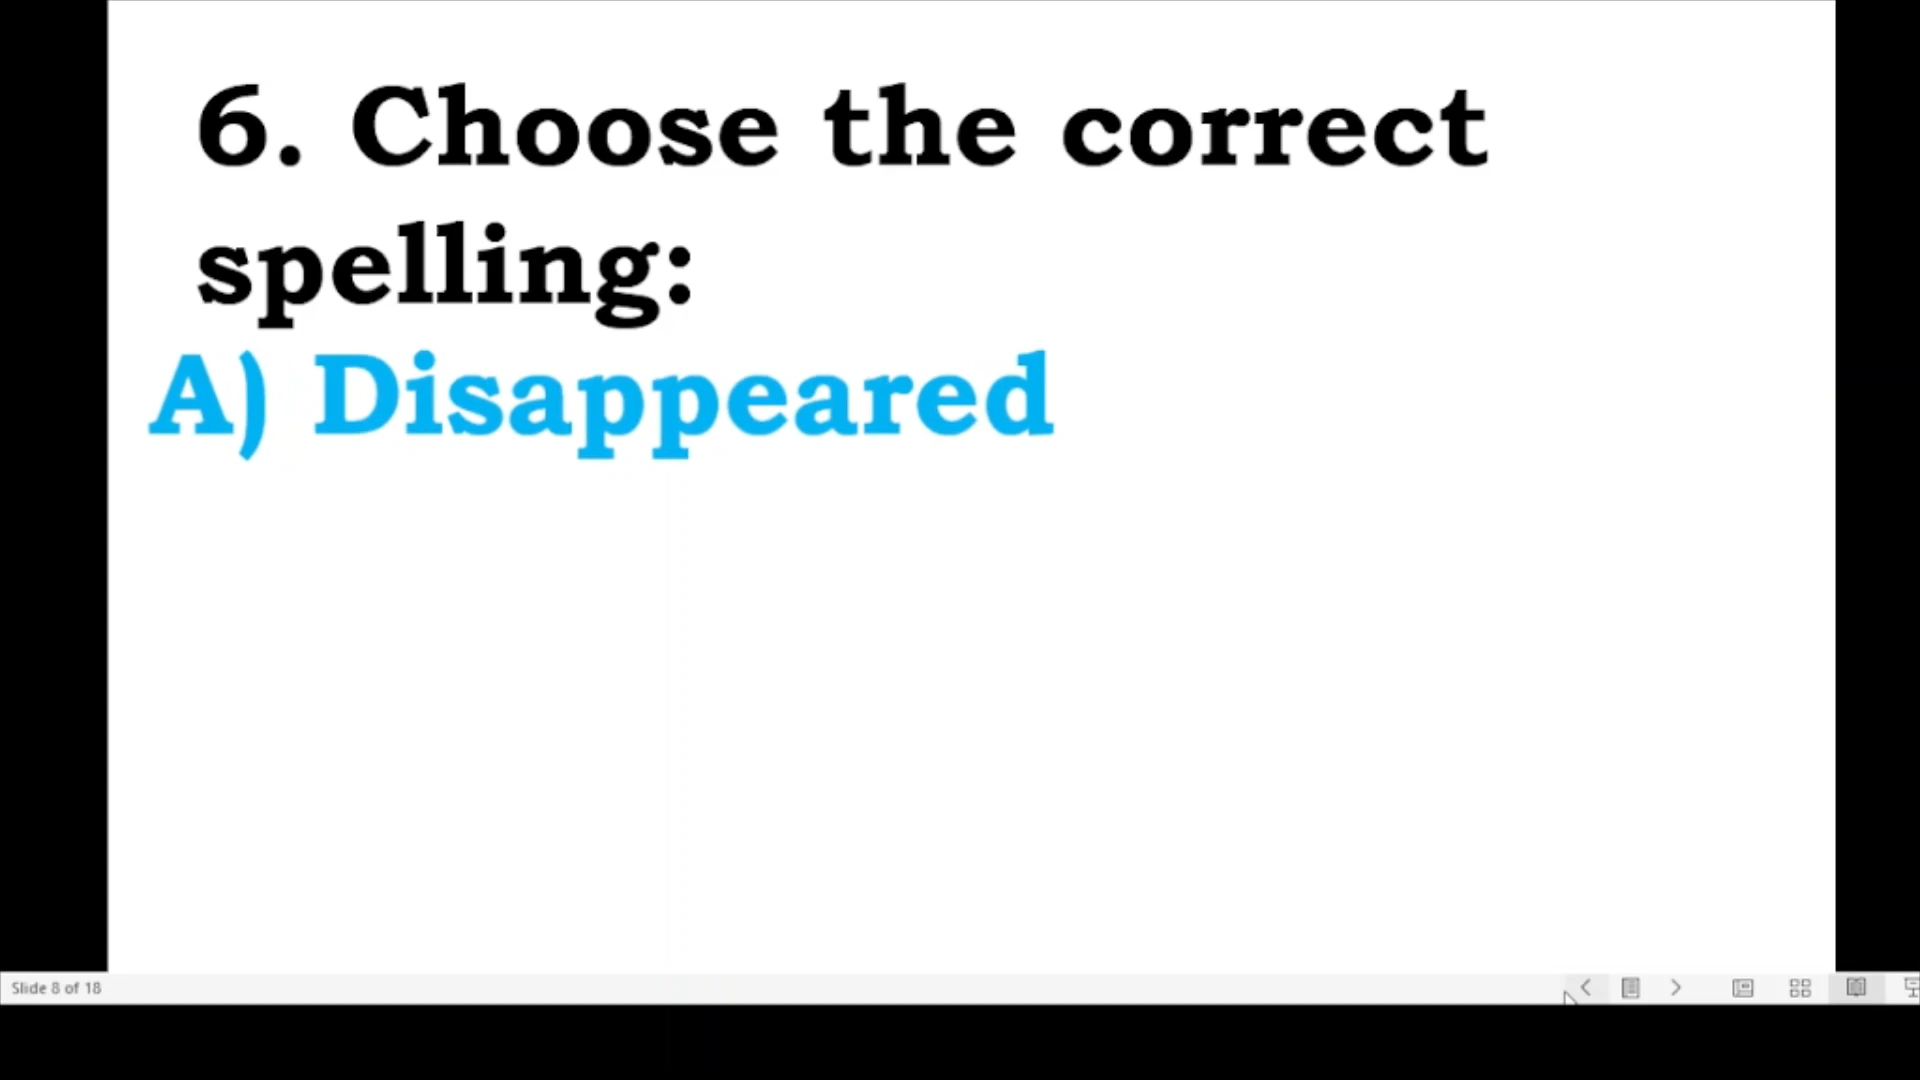 6. Choose the correct
spelling:
A) Disappeared
Slide 8 of 18